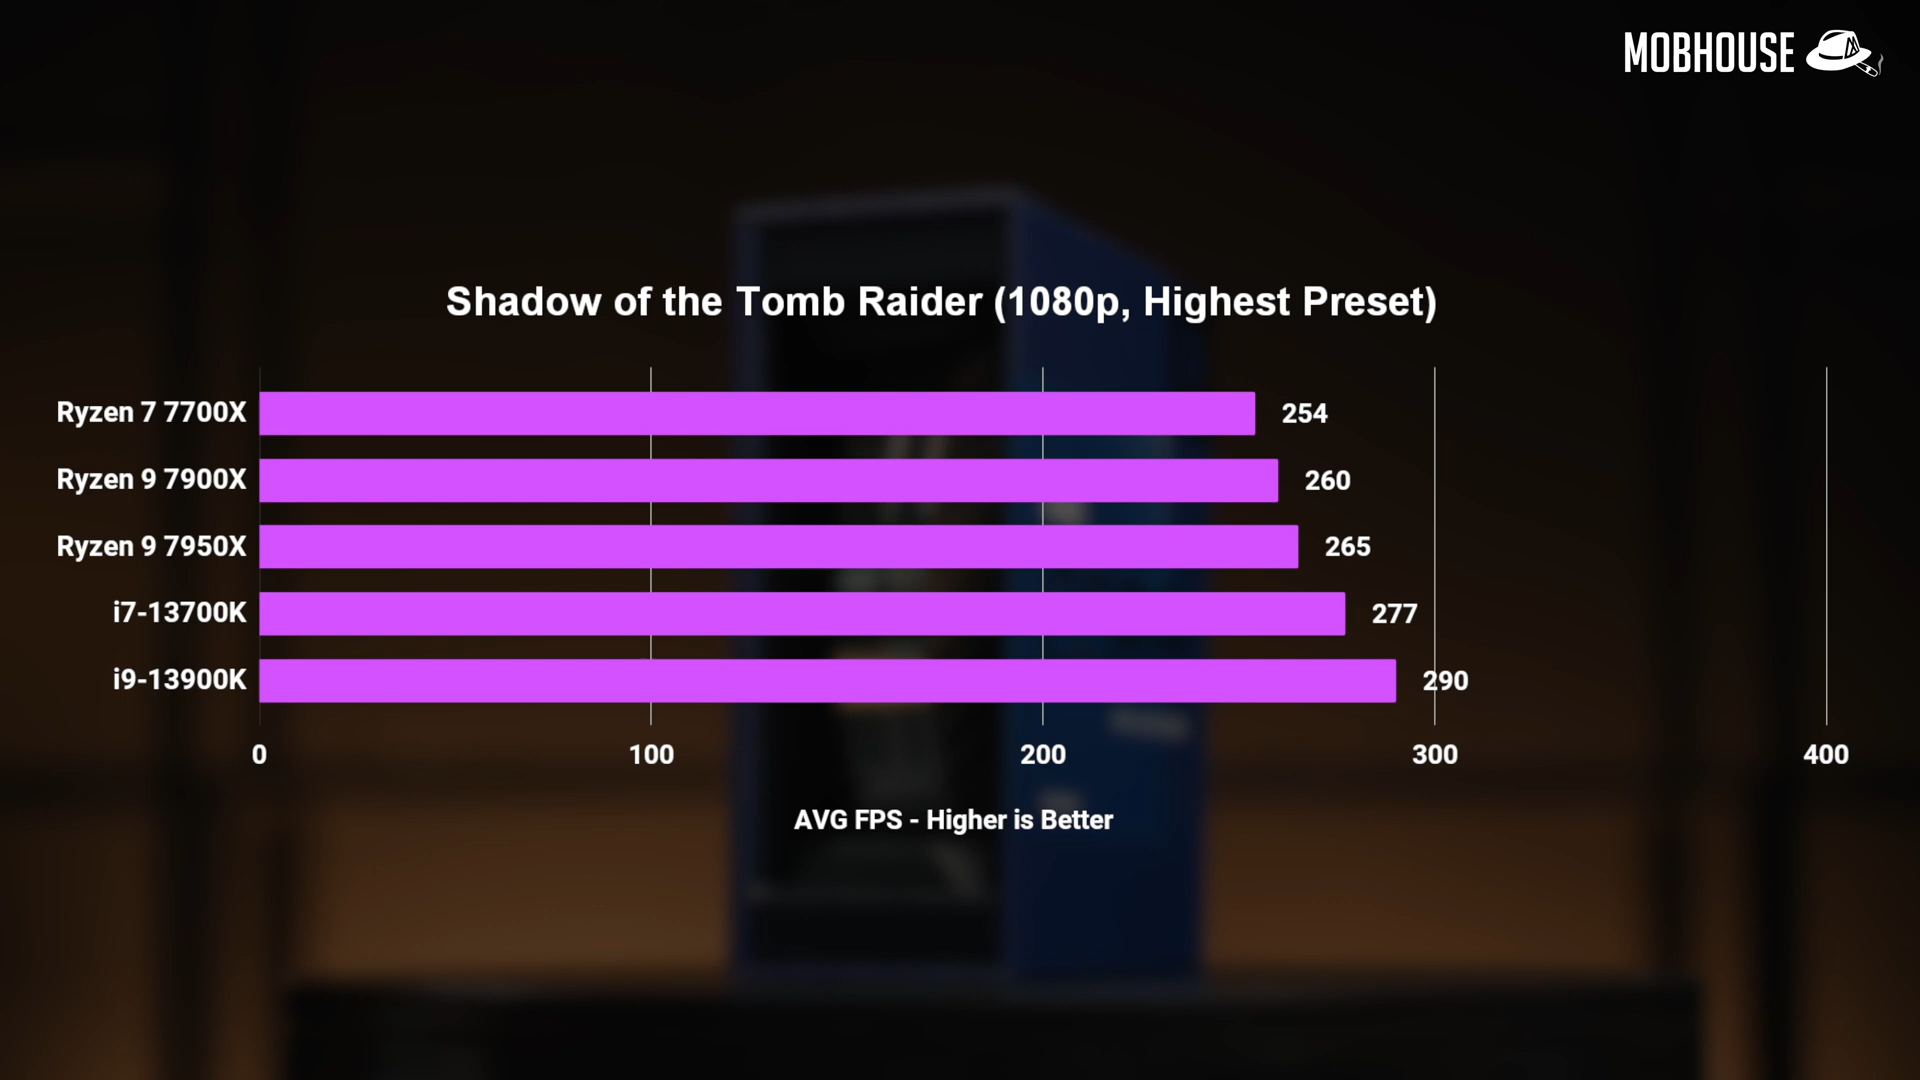 MOBHOUSE
Shadow of the Tomb Raider (1080p, Highest Preset)
Ryzen 7 7700X 254
Ryzen 9 7900X 260
Ryzen 9 7950X 265
i7-13700K 277
i9-13900K 290
0 100 200 300 400
AVG FPS - Higher is Better